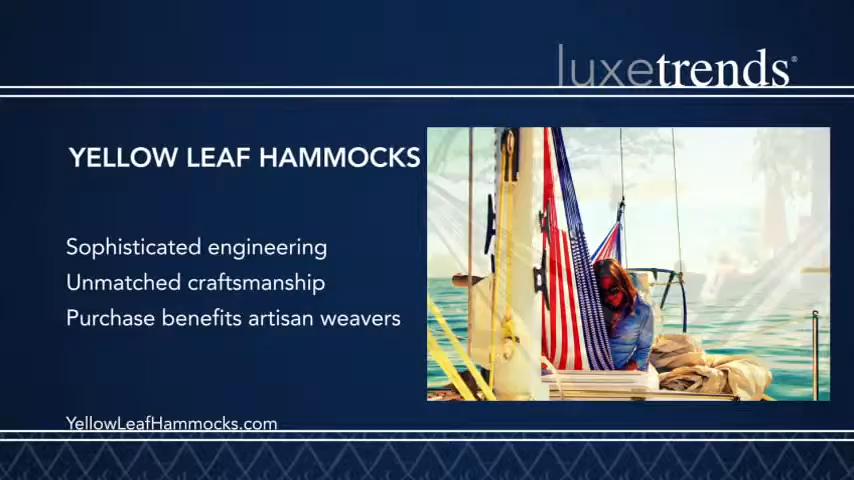 luxetrends®
YELLOW LEAF HAMMOCKS
Sophisticated engineering
Unmatched craftsmanship
Purchase benefits artisan weavers
YellowLeafHammocks.com